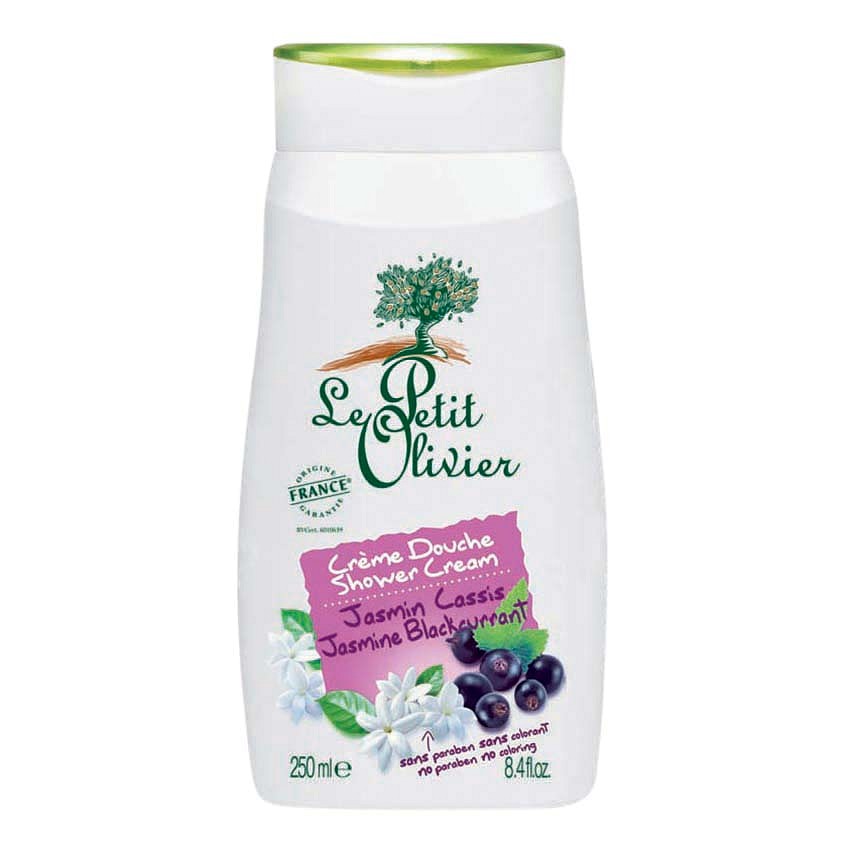 Le Petit
Olivier
ORIGINE
FRANCE®
GARANTIE
Crème Douche
Shower Cream
Jasmin Cassis
Jasmine Blackcurrant
sans paraben sans colorant
no paraben no coloring
250 ml e
8.4 fl.oz.